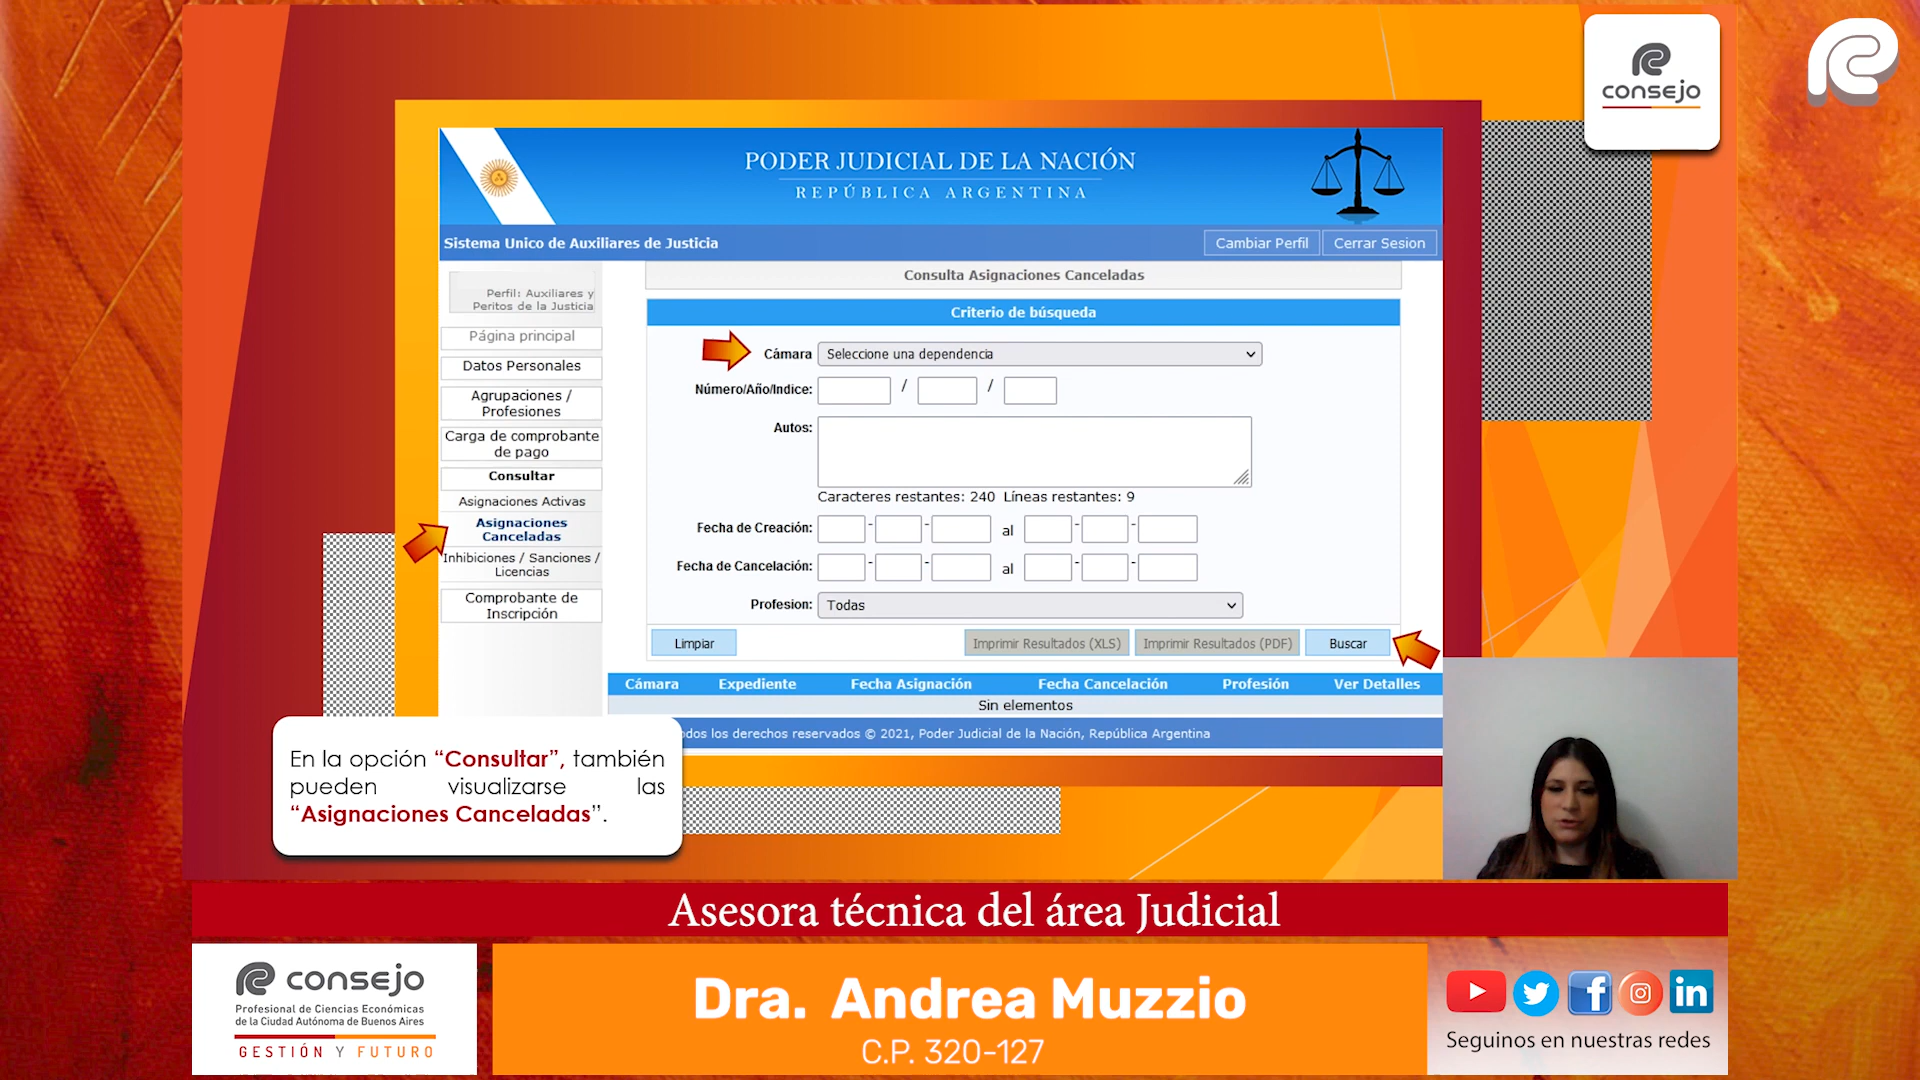 consejo
PODER JUDICIAL DE LA NACIÓN
REPÚBLICA ARGENTINA
Sistema Unico de Auxiliares de Justicia
Cambiar Perfil
Cerrar Sesion
Perfil: Auxiliares y
Peritos de la Justicia
Página principal
Datos Personales
Agrupaciones /
Profesiones
Carga de comprobante
de pago
Consultar
Asignaciones Activas
Asignaciones
Canceladas
Inhibiciones / Sanciones /
Licencias
Comprobante de
Inscripción
Consulta Asignaciones Canceladas
Criterio de búsqueda
Cámara Seleccione una dependencia
Número/Año/Indice: / /
Autos:
Caracteres restantes: 240 Líneas restantes: 9
Fecha de Creación: - - al - -
Fecha de Cancelación: - - al - -
Profesion: Todas
Limpiar Imprimir Resultados (XLS) Imprimir Resultados (PDF) Buscar
Cámara Expediente Fecha Asignación Fecha Cancelación Profesión Ver Detalles
Sin elementos
los derechos reservados © 2021, Poder Judicial de la Nación, República Argentina
En la opción “Consultar”, también
pueden visualizarse las
“Asignaciones Canceladas”.
Asesora técnica del área Judicial
consejo
Profesional de Ciencias Económicas
de la Ciudad Autónoma de Buenos Aires
GESTIÓN Y FUTURO
Dra. Andrea Muzzio
C.P. 320-127
in
Seguinos en nuestras redes